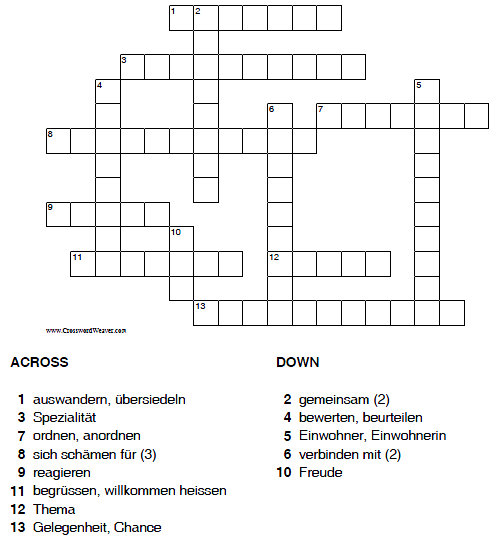 1 2
3
4 5
6 7
8
9
10
11 12
13
www.CrosswordWeaver.com
ACROSS
1 auswandern, übersiedeln
3 Spezialität
7 ordnen, anordnen
8 sich schämen für (3)
9 reagieren
11 begrüssen, willkommen heissen
12 Thema
13 Gelegenheit, Chance
DOWN
2 gemeinsam (2)
4 bewerten, beurteilen
5 Einwohner, Einwohnerin
6 verbinden mit (2)
10 Freude